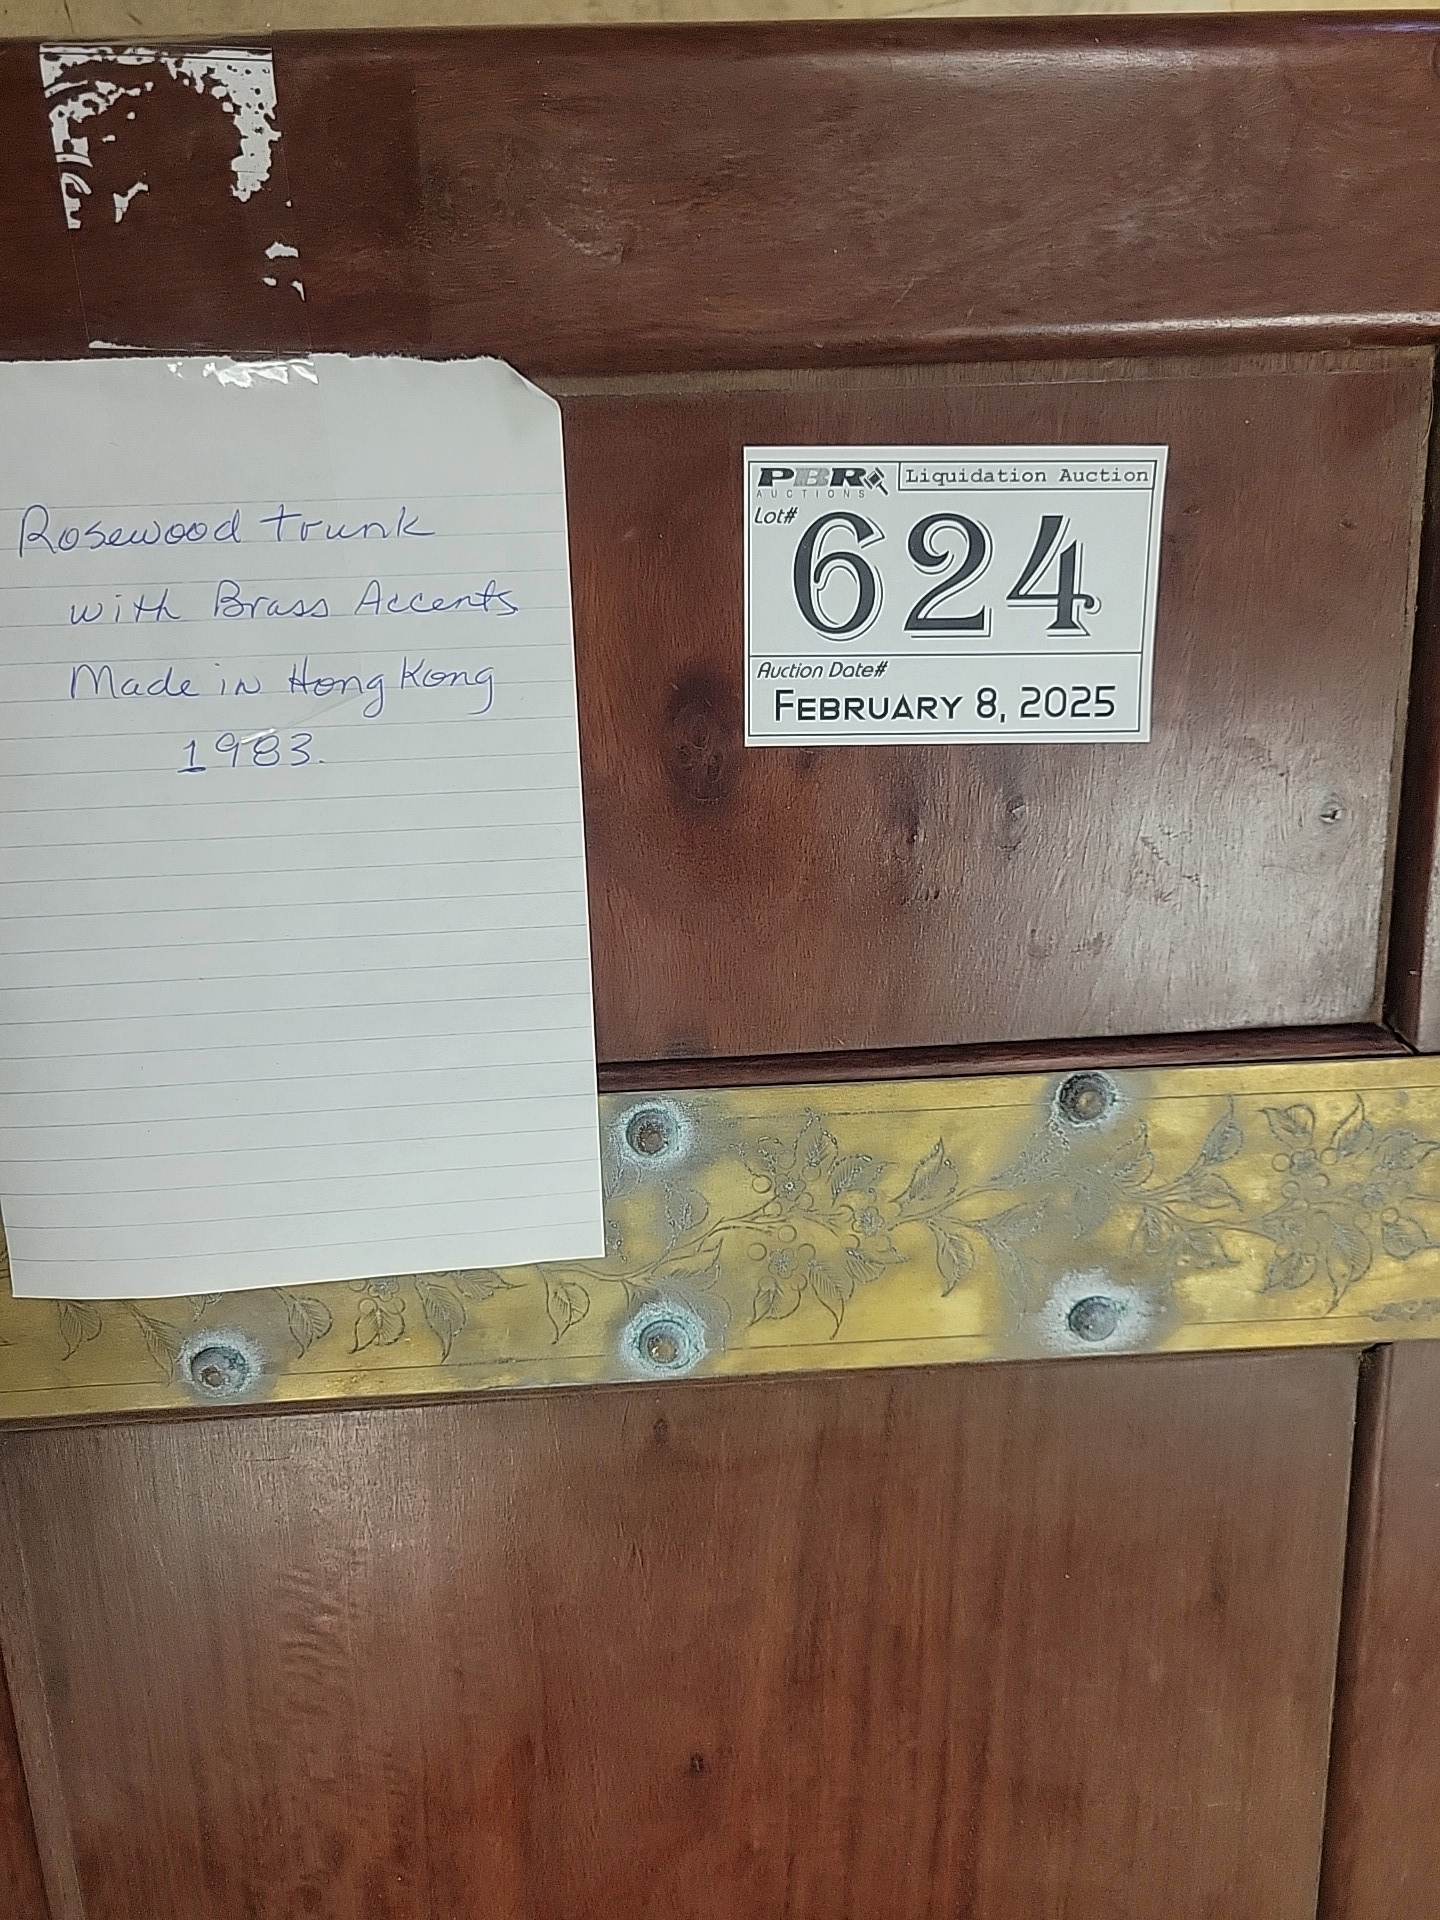 Rosewood trunk
with Brass Accents
Made in Hong Kong
1983.
PBR
AUCTIONS
Liquidation Auction
Lot#
624
Auction Date#
FEBRUARY 8, 2025